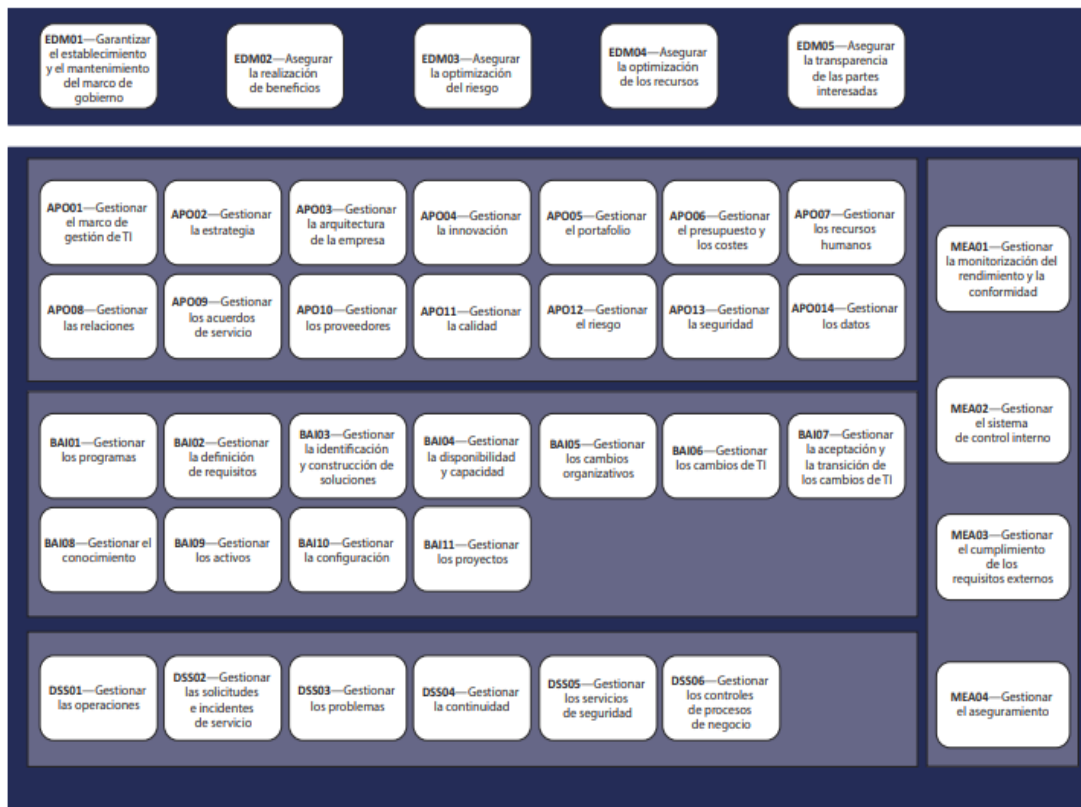 EDM01—Garantizar
el establecimiento
y el mantenimiento
del marco de
gobierno
EDM02—Asegurar
la realización
de beneficios
EDM03—Asegurar
la optimización
del riesgo
EDM04—Asegurar
la optimización
de los recursos
EDM05—Asegurar
la transparencia
de las partes
interesadas
APO01—Gestionar
el marco de
gestión de TI
APO02—Gestionar
la estrategia
APO03—Gestionar
la arquitectura
de la empresa
APO04—Gestionar
la innovación
APO05—Gestionar
el portafolio
APO06—Gestionar
el presupuesto y
los costes
APO07—Gestionar
los recursos
humanos
APO08—Gestionar
las relaciones
APO09—Gestionar
los acuerdos
de servicio
APO10—Gestionar
los proveedores
APO11—Gestionar
la calidad
APO12—Gestionar
el riesgo
APO13—Gestionar
la seguridad
APO014—Gestionar
los datos
BAI01—Gestionar
los programas
BAI02—Gestionar
la definición
de requisitos
BAI03—Gestionar
la identificación
y construcción de
soluciones
BAI04—Gestionar
la disponibilidad
y capacidad
BAI05—Gestionar
los cambios
organizativos
BAI06—Gestionar
los cambios de TI
BAI07—Gestionar
la aceptación y
la transición de
los cambios de TI
BAI08—Gestionar el
conocimiento
BAI09—Gestionar
los activos
BAI10—Gestionar
la configuración
BAI11—Gestionar
los proyectos
DSS01—Gestionar
las operaciones
DSS02—Gestionar
las solicitudes
e incidentes
de servicio
DSS03—Gestionar
los problemas
DSS04—Gestionar
la continuidad
DSS05—Gestionar
los servicios
de seguridad
DSS06—Gestionar
los controles
de procesos
de negocio
MEA01—Gestionar
la monitorización del
rendimiento y la
conformidad
MEA02—Gestionar
el sistema
de control interno
MEA03—Gestionar
el cumplimiento
de los
requisitos externos
MEA04—Gestionar
el aseguramiento